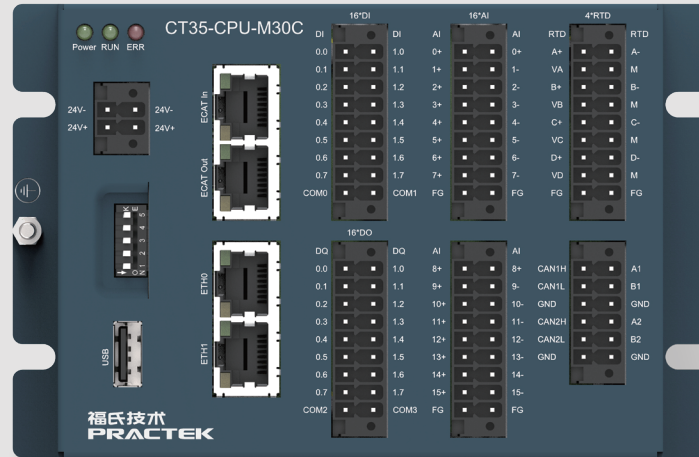 CT35-CPU-M30C
Power RUN ERR
24V- 24V-
24V+ 24V+
ECAT In
ECAT Out
K E
1 2 3 4 5
O N
USB
ETH0
ETH1
福氏技术
PRACTEK
16*DI
DI DI
0.0 1.0
0.1 1.1
0.2 1.2
0.3 1.3
0.4 1.4
0.5 1.5
0.6 1.6
0.7 1.7
COM0 COM1
16*AI
AI AI
0+ 0+
1+ 1-
2+ 2-
3+ 3-
4+ 4-
5+ 5-
6+ 6-
7+ 7-
FG FG
4*RTD
RTD RTD
A+ A-
VA M
B+ B-
VB M
C+ C-
VC M
D+ D-
VD M
FG FG
16*DO
DQ DQ
0.0 1.0
0.1 1.1
0.2 1.2
0.3 1.3
0.4 1.4
0.5 1.5
0.6 1.6
0.7 1.7
COM2 COM3
AI AI
8+ 8+
9+ 9-
10+ 10-
11+ 11-
12+ 12-
13+ 13-
14+ 14-
15+ 15-
FG FG
CAN1H A1
CAN1L B1
GND GND
CAN2H A2
CAN2L B2
GND GND